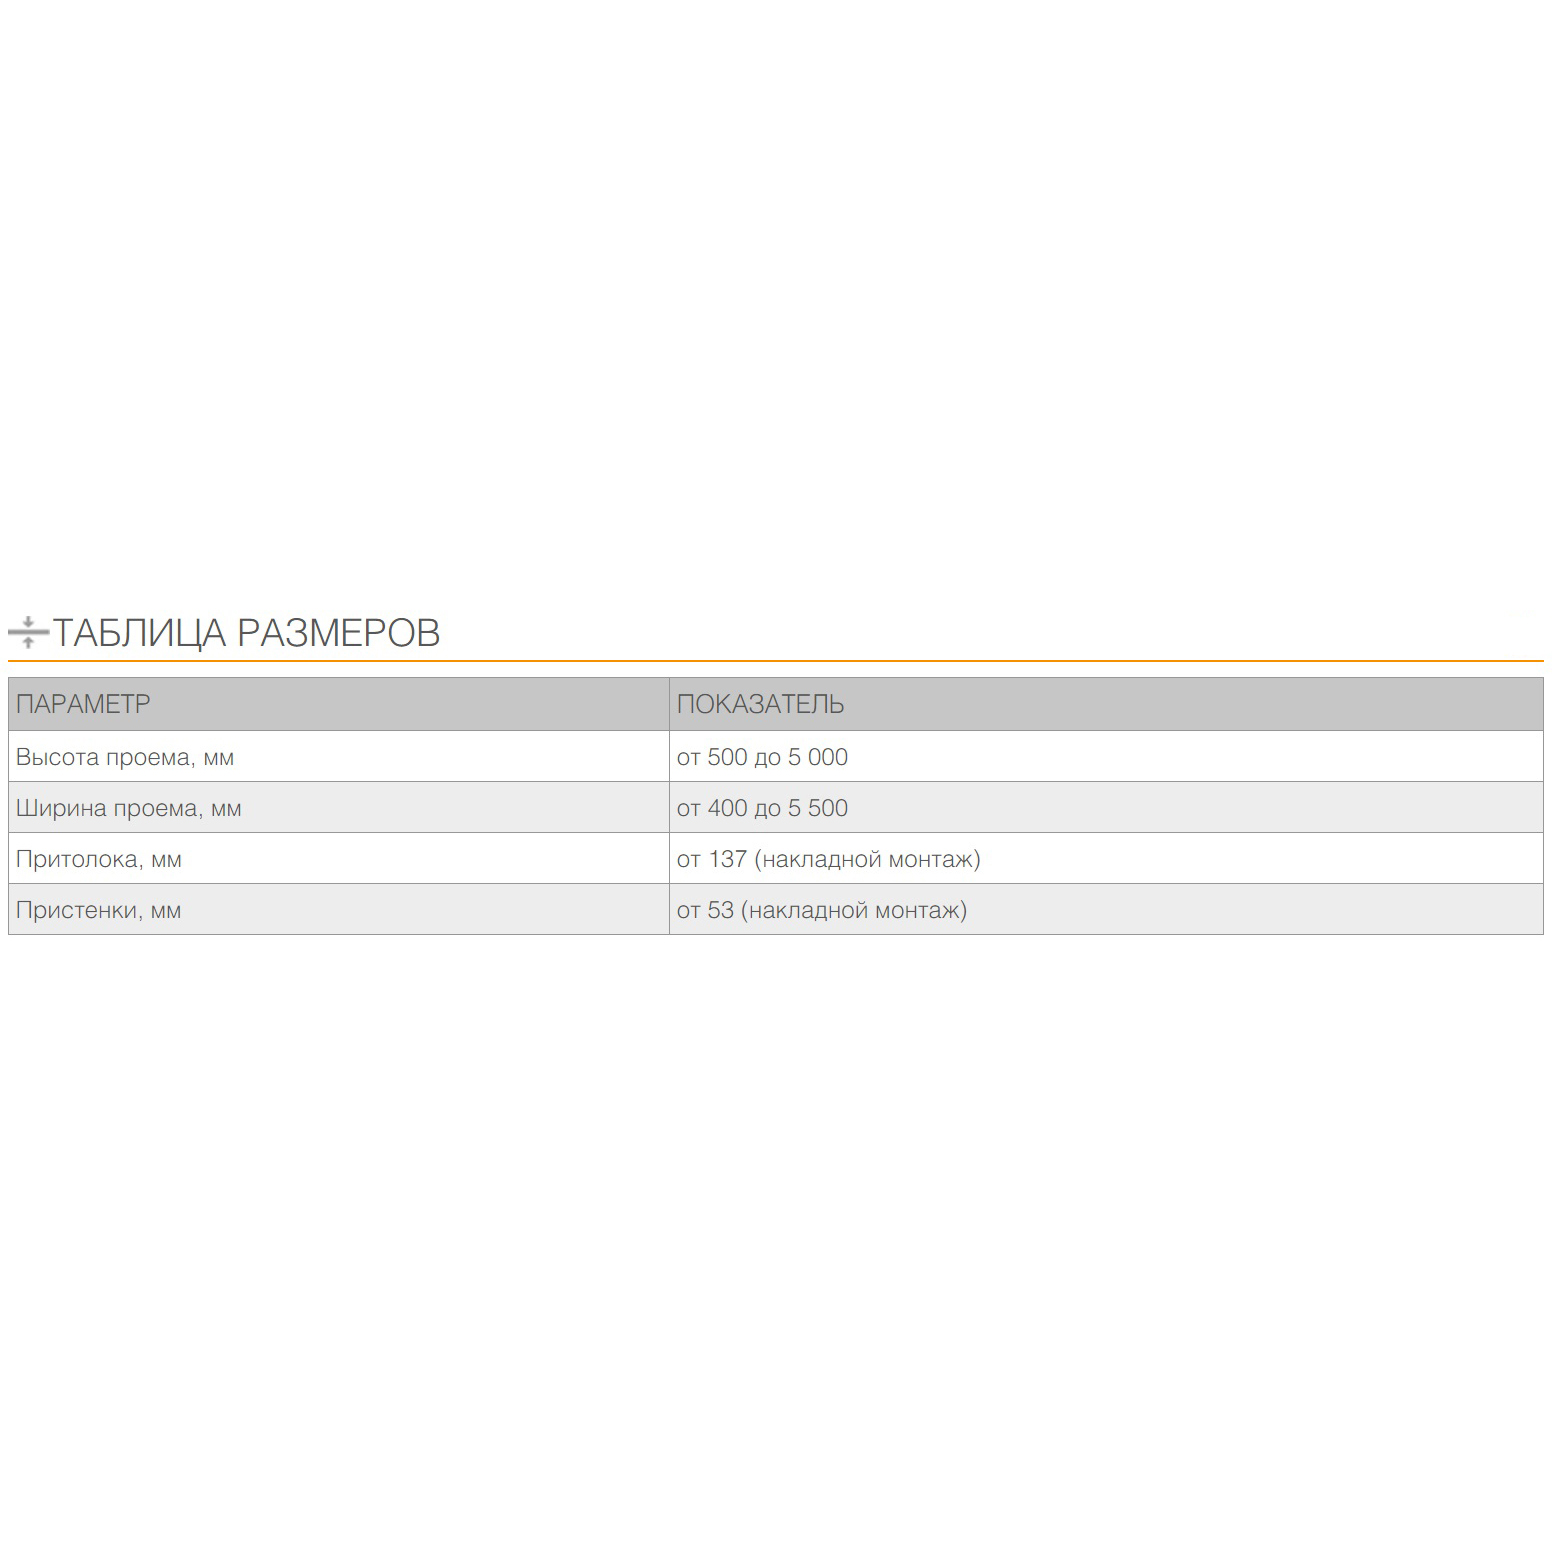 ТАБЛИЦА РАЗМЕРОВ
ПАРАМЕТР ПОКАЗАТЕЛЬ
Высота проема, мм от 500 до 5 000
Ширина проема, мм от 400 до 5 500
Притолока, мм от 137 (накладной монтаж)
Пристенки, мм от 53 (накладной монтаж)